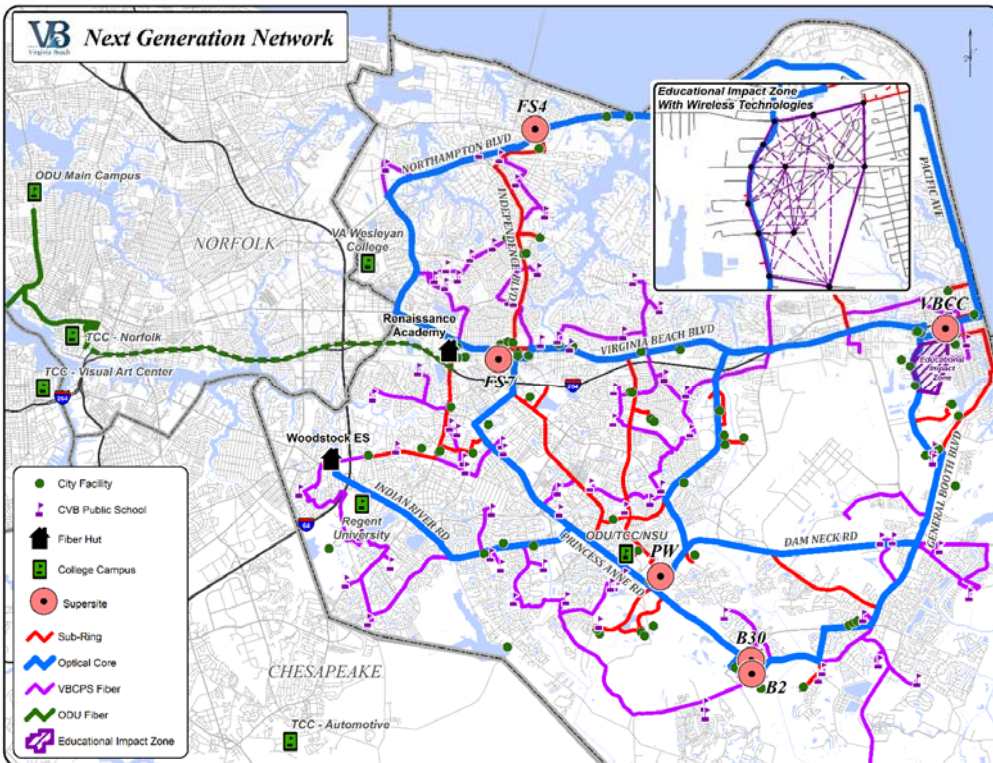 VB
Virginia Beach
Next Generation Network
Educational Impact Zone
With Wireless Technologies
FS4
NORTHAMPTON BLVD
PACIFIC AVE
ODU Main Campus
INDEPENDENCE BLVD
NORFOLK
VA Wesleyan
College
VBCC
Renaissance
Academy
VIRGINIA BEACH BLVD
TCC - Norfolk
FS7
Educational
Impact
Zone
TCC - Visual Art Center
264
264
Woodstock ES
GENERAL BOOTH BLVD
INDIAN RIVER RD
Regent
University
64
ODU/TCC/NSU
PW
DAM NECK RD
PRINCESS ANNE RD
B30
B2
CHESAPEAKE
TCC - Automotive
City Facility
CVB Public School
Fiber Hut
College Campus
Supersite
Sub-Ring
Optical Core
VBCPS Fiber
ODU Fiber
Educational Impact Zone